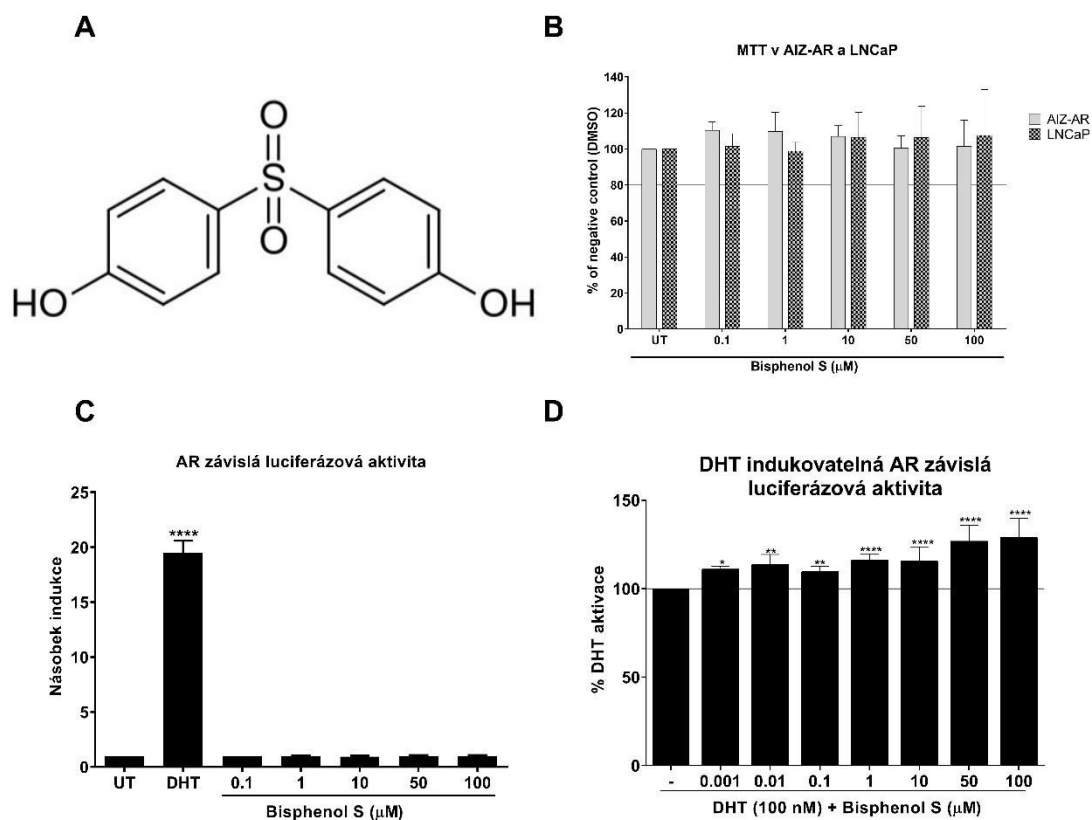 A
O
S
O
HO
OH
B
MTT v AIZ-AR a LNCaP
% of negative control (DMSO)
140
120
100
80
60
40
20
0
UT
0.1
1
10
50
100
Bisphenol S (μM)
AIZ-AR
LNCaP
C
AR závislá luciferázová aktivita
Násobek indukce
25
20
15
10
5
0
****
UT
DHT
0.1
1
10
50
100
Bisphenol S (μM)
D
DHT indukovatelná AR závislá
luciferázová aktivita
% DHT aktivace
150
100
50
0
*
**
**
****
****
****
****
-
0.001
0.01
0.1
1
10
50
100
DHT (100 nM) + Bisphenol S (μM)